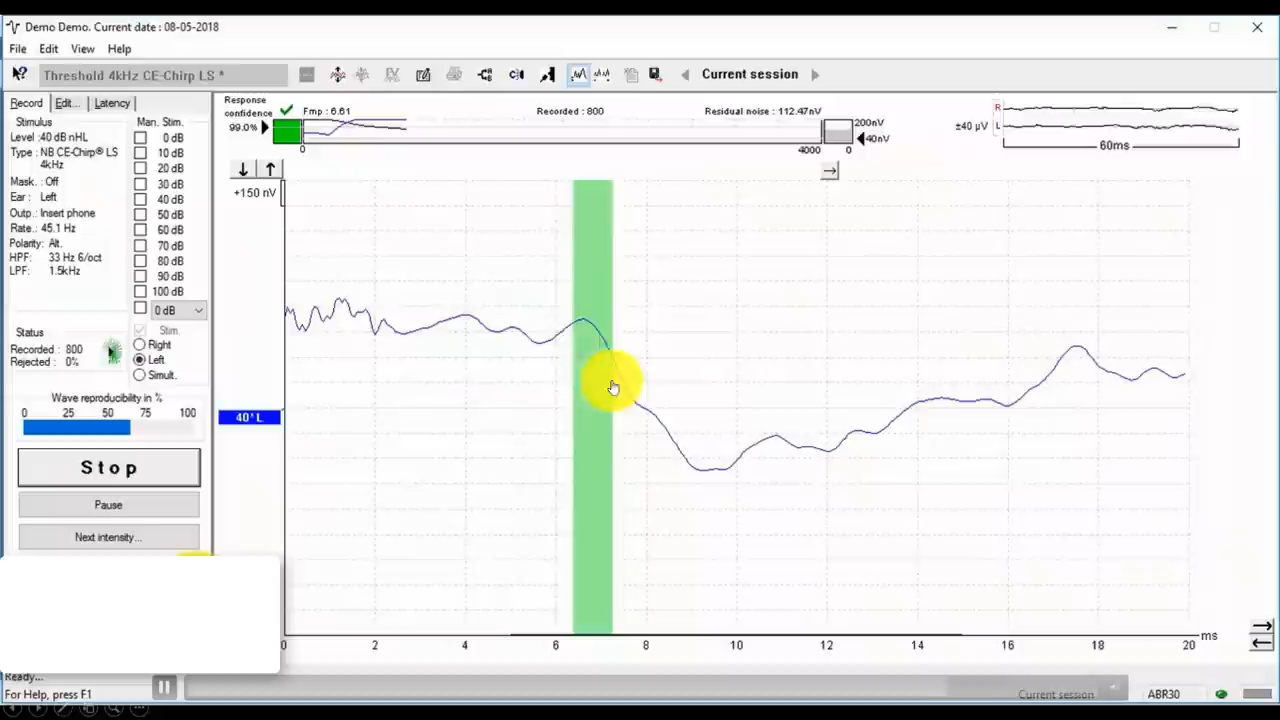 Demo Demo. Current date : 08-05-2018
File Edit View Help
Threshold 4kHz CE-Chirp LS *
Current session
Record Edit... Latency
Stimulus
Level : 40 dB nHL
Type : NB CE-Chirp® LS
4kHz
Mask. : Off
Ear : Left
Outp.: Insert phone
Rate.: 45.1 Hz
Polarity: Alt.
HPF: 33 Hz 6/oct
LPF: 1.5kHz
Man. Stim.
0 dB
10 dB
20 dB
30 dB
40 dB
50 dB
60 dB
70 dB
80 dB
90 dB
100 dB
0 dB
Stim.
Right
Left
Simult.
Status
Recorded : 800
Rejected : 0%
Wave reproducibility in %
0 25 50 75 100
Stop
Pause
Next intensity...
Response
confidence
99.0%
Fmp : 6.61
Recorded : 800
Residual noise : 112.47nV
200nV
40nV
0 4000 0
±40 µV
R
L
60ms
+150 nV
40'L
2 4 6 8 10 12 14 16 18 20 ms
Ready...
For Help, press F1
Current session
ABR30